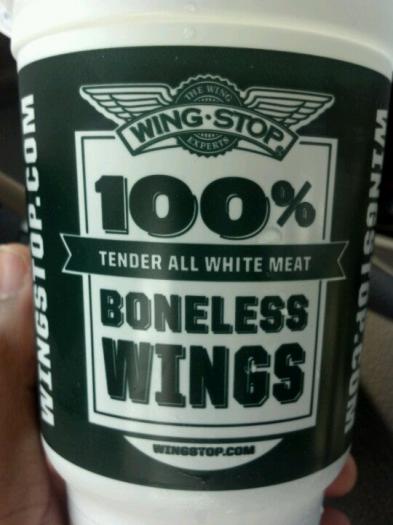 THE WING
WING·STOP
EXPERTS
100%
TENDER ALL WHITE MEAT
BONELESS
WINGS
WINGSTOP.COM
WINGSTOP.COM
WINGSTOP.COM